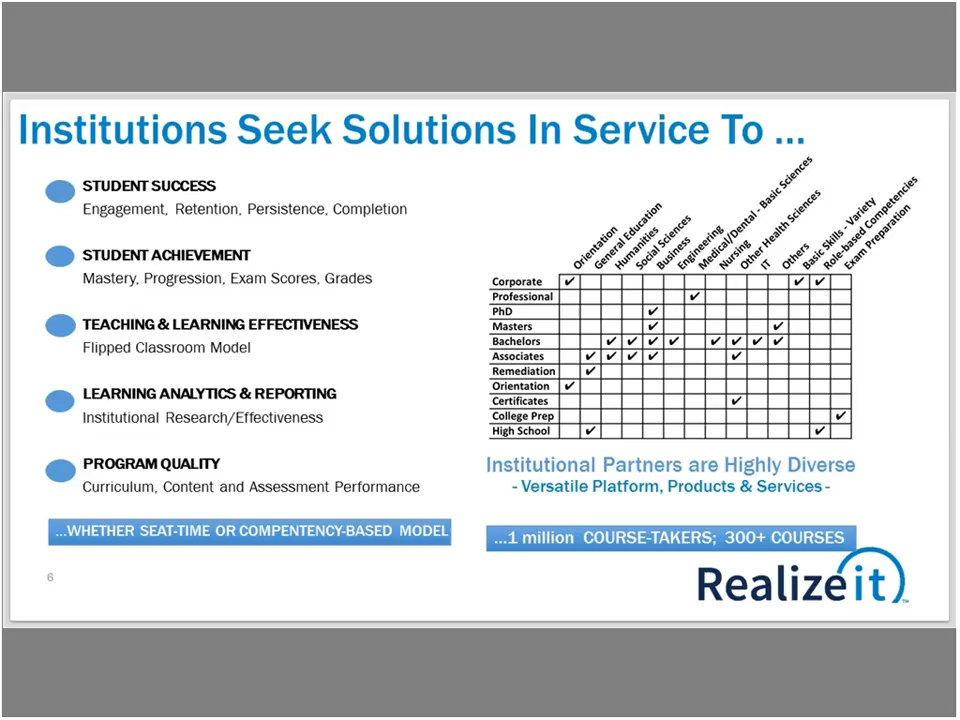 Institutions Seek Solutions In Service To ...
STUDENT SUCCESS
Engagement, Retention, Persistence, Completion
STUDENT ACHIEVEMENT
Mastery, Progression, Exam Scores, Grades
TEACHING & LEARNING EFFECTIVENESS
Flipped Classroom Model
LEARNING ANALYTICS & REPORTING
Institutional Research/Effectiveness
PROGRAM QUALITY
Curriculum, Content and Assessment Performance
...WHETHER SEAT-TIME OR COMPENTENCY-BASED MODEL
6
Orientation
General Education
Humanities
Social Sciences
Business
Engineering
Medical/Dental - Basic Sciences
Nursing
Other Health Sciences
IT
Others
Basic Skills - Variety
Role-based Competencies
Exam Preparation
Corporate ✔ ✔ ✔
Professional ✔
PhD ✔
Masters ✔ ✔
Bachelors ✔ ✔ ✔ ✔ ✔ ✔ ✔ ✔
Associates ✔ ✔ ✔ ✔ ✔
Remediation ✔
Orientation ✔
Certificates ✔
College Prep ✔
High School ✔ ✔
Institutional Partners are Highly Diverse
- Versatile Platform, Products & Services -
...1 million COURSE-TAKERS; 300+ COURSES
Realizeit™